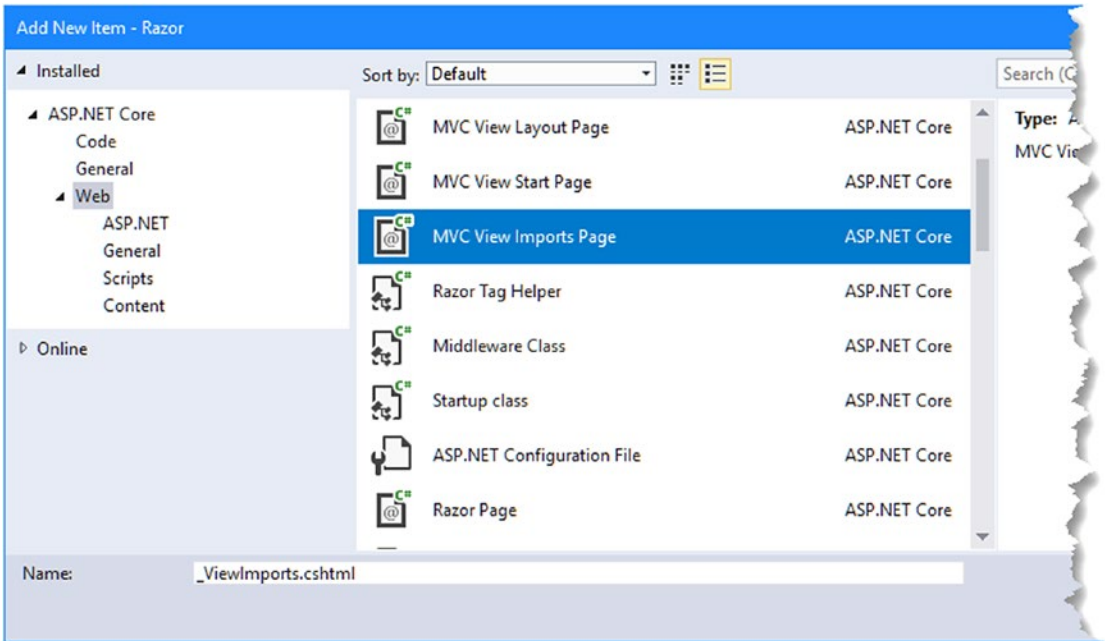 Add New Item - Razor
Installed
Sort by: Default
Search (C
ASP.NET Core
Code
General
Web
ASP.NET
General
Scripts
Content
Online
C# @ MVC View Layout Page ASP.NET Core
C# @ MVC View Start Page ASP.NET Core
C# @ MVC View Imports Page ASP.NET Core
C# Razor Tag Helper ASP.NET Core
C# Middleware Class ASP.NET Core
C# Startup class ASP.NET Core
ASP.NET Configuration File ASP.NET Core
C# @ Razor Page ASP.NET Core
Type:
MVC
Name: _ViewImports.cshtml